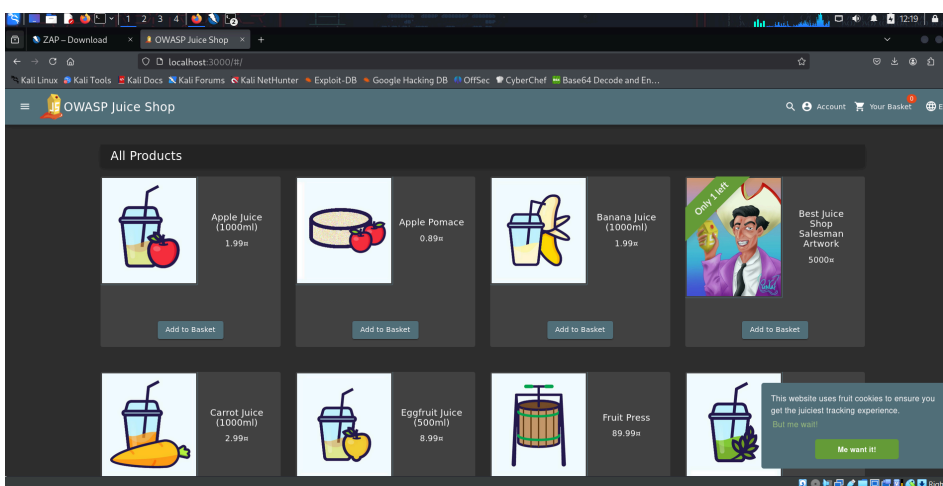 1 2 3 4
12:19
ZAP – Download × OWASP Juice Shop × +
localhost:3000/#/
Kali Linux Kali Tools Kali Docs Kali Forums Kali NetHunter Exploit-DB Google Hacking DB OffSec CyberChef Base64 Decode and En…
OWASP Juice Shop
Account Your Basket 0 E
All Products
Apple Juice
(1000ml)
1.99¤
Add to Basket
Apple Pomace
0.89¤
Add to Basket
Banana Juice
(1000ml)
1.99¤
Add to Basket
Only 1 left
Best Juice
Shop
Salesman
Artwork
5000¤
Add to Basket
Carrot Juice
(1000ml)
2.99¤
Eggfruit Juice
(500ml)
8.99¤
Fruit Press
89.99¤
This website uses fruit cookies to ensure you
get the juiciest tracking experience.
But me wait!
Me want it!